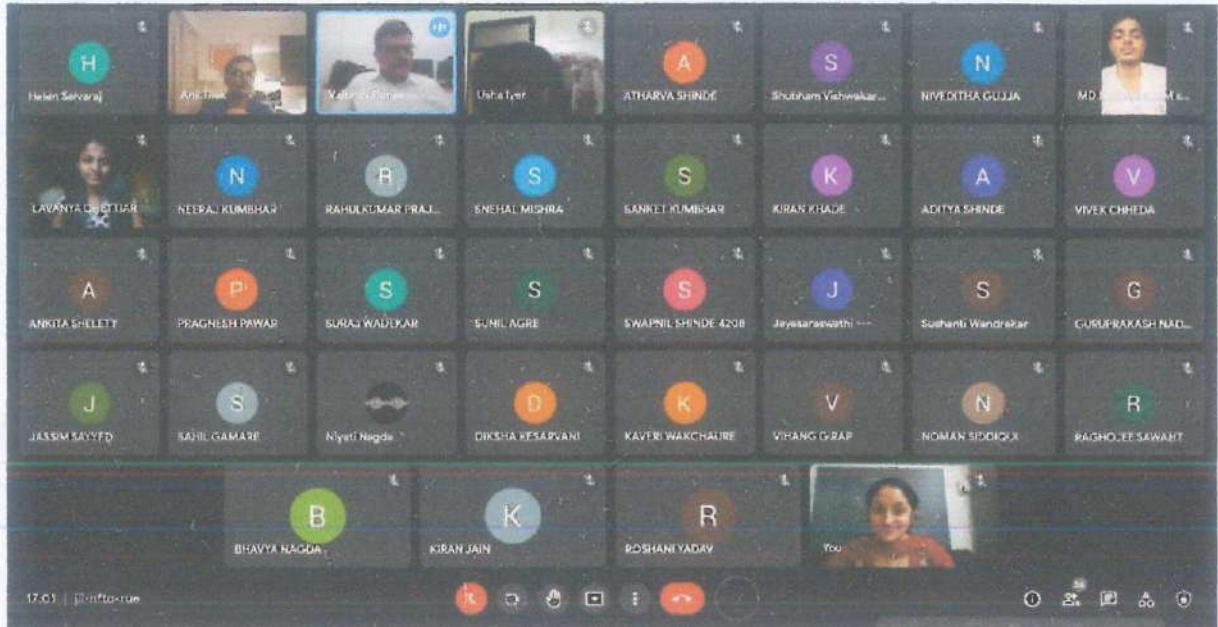 H
Helen Selvaraj
Usha Iyer
A
ATHARVA SHINDE
S
Shubham Vishwakar...
N
NIVEDITHA GUJJA
MD
LAVANYA CHETTIAR
N
NEERAJ KUMBHAR
R
RAHULKUMAR PRAJ...
S
SNEHAL MISHRA
S
SANKET KUMBHAR
K
KIRAN KHADE
A
ADITYA SHINDE
V
VIVEK CHHEDA
A
ANKITA SHELETY
P
PRAGNESH PAWAR
S
SURAJ WADEKAR
S
SUNIL AGRE
S
SWAPNIL SHINDE 4208
J
Jeyasaraswathi
S
Sushanti Wandrekar
G
GURUPRAKASH NAD...
J
JASSIM SAYYED
S
SAHIL GAMARE
Niyati Nagda
D
DIKSHA KESARVANI
K
KAVERI WAKCHAURE
V
VIHANG GIRAP
N
NOMAN SIDDIQUI
R
RAGHOJEE SAWANT
B
BHAVYA NAGDA
K
KIRAN JAIN
R
ROSHANI YADAV
You
17:01